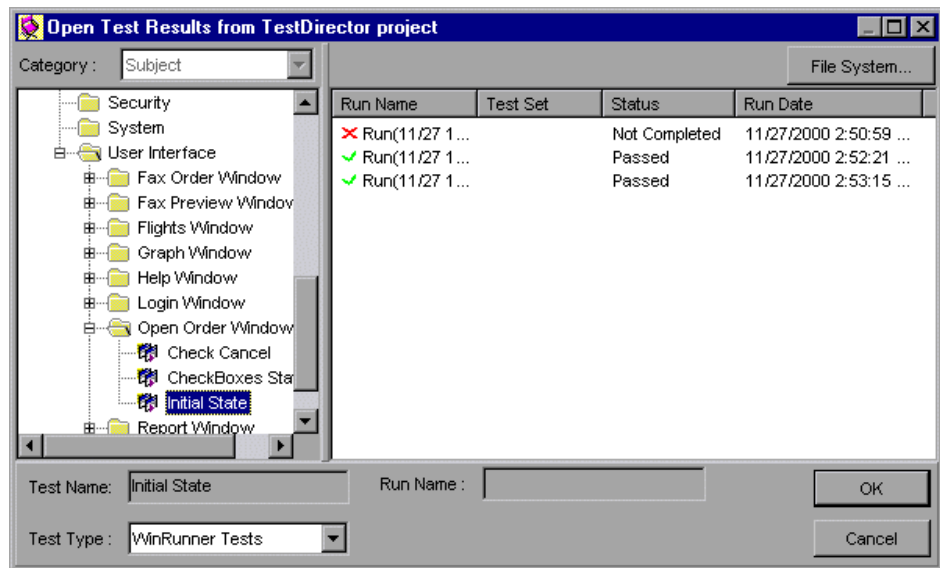 Open Test Results from TestDirector project
Category : Subject
File System...
Security
System
User Interface
Fax Order Window
Fax Preview Window
Flights Window
Graph Window
Help Window
Login Window
Open Order Window
Check Cancel
CheckBoxes Sta
Initial State
Report Window
Run Name Test Set Status Run Date
Run(11/27 1... Not Completed 11/27/2000 2:50:59 ...
Run(11/27 1... Passed 11/27/2000 2:52:21 ...
Run(11/27 1... Passed 11/27/2000 2:53:15 ...
Test Name: Initial State
Run Name :
OK
Test Type : WinRunner Tests
Cancel